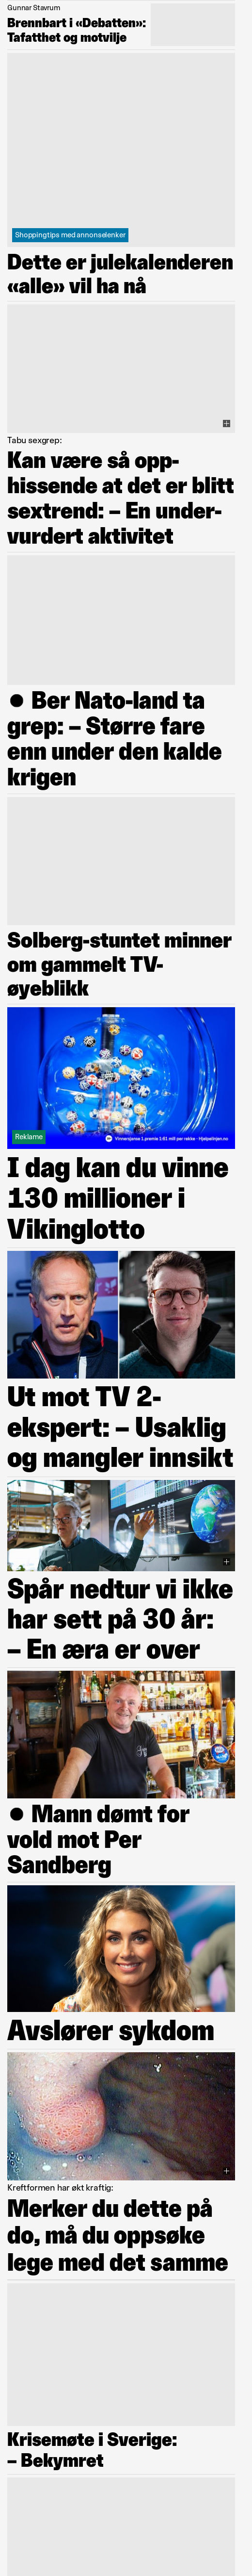 Gunnar Stavrum
Brennbart i «Debatten»:
Tafatthet og motvilje
Shoppingtips med annonselenker
Dette er julekalenderen
«alle» vil ha nå
Tabu sexgrep:
Kan være så opp-
hissende at det er blitt
sextrend: – En under-
vurdert aktivitet
● Ber Nato-land ta
grep: – Større fare
enn under den kalde
krigen
Solberg-stuntet minner
om gammelt TV-
øyeblikk
Reklame
Vinnersjanse 1.premie 1:61 mill per rekke - Hjelpelinjen.no
I dag kan du vinne
130 millioner i
Vikinglotto
Ut mot TV 2-
ekspert: – Usaklig
og mangler innsikt
Spår nedtur vi ikke
har sett på 30 år:
– En æra er over
● Mann dømt for
vold mot Per
Sandberg
Avslører sykdom
Kreftformen har økt kraftig:
Merker du dette på
do, må du oppsøke
lege med det samme
Krisemøte i Sverige:
– Bekymret